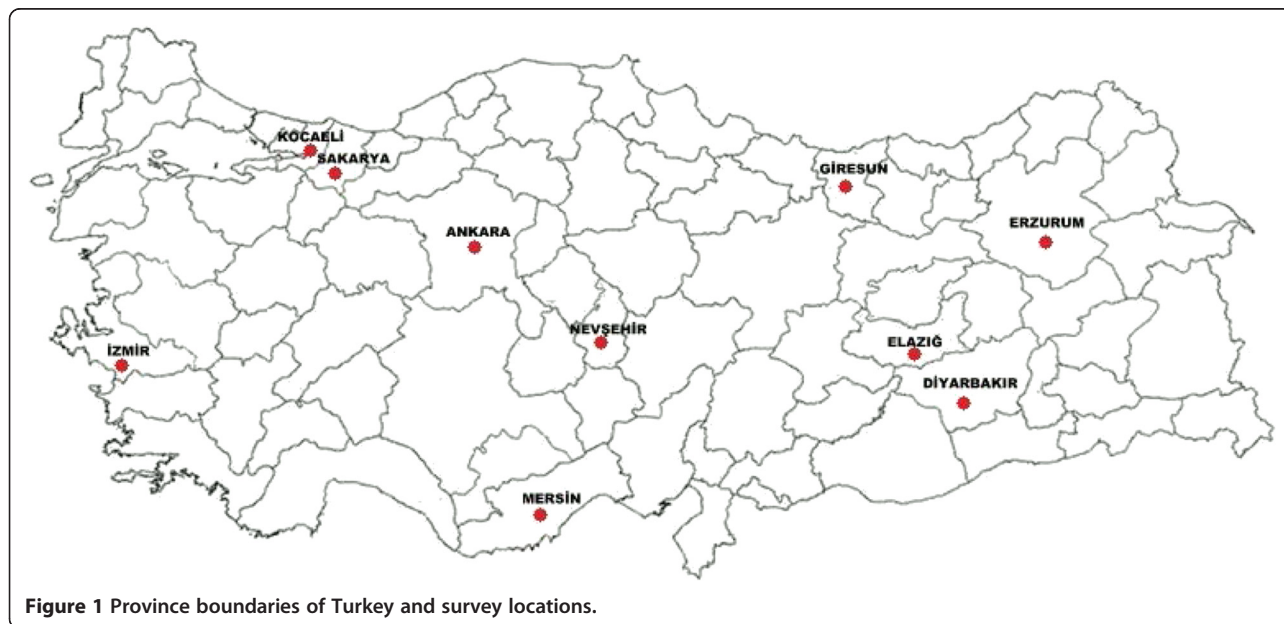 KOCAELİ
SAKARYA
GİRESUN
ERZURUM
ANKARA
NEVŞEHİR
İZMİR
ELAZIĞ
DİYARBAKIR
MERSİN
Figure 1 Province boundaries of Turkey and survey locations.